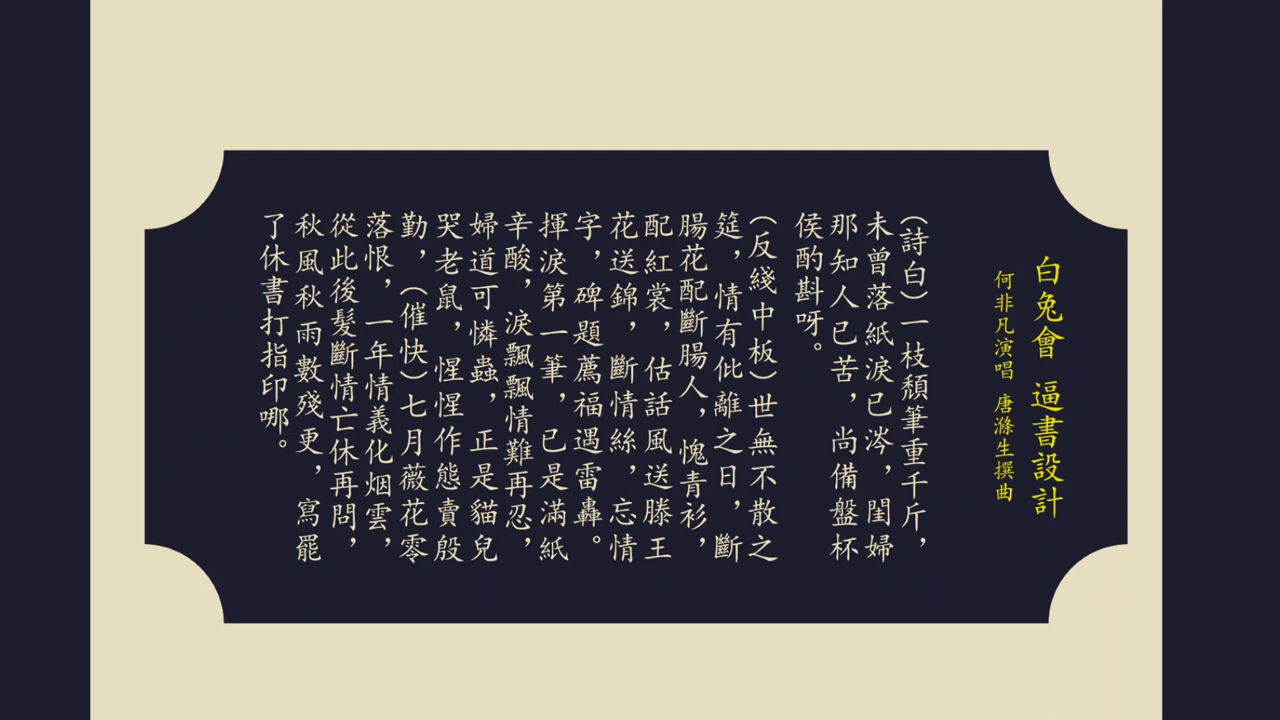 白兔會 逼書設計
何非凡演唱 唐滌生撰曲
（詩白）一枝頹筆重千斤，
未曾落紙淚已涔，閨婦
那知人已苦，尚備盤杯
侯酌斟呀。
（反綫中板）世無不散之
筵，情有仳離之日，斷
腸花配斷腸人，愧青衫，
配紅裳，估話風送滕王
花送錦，斷情絲，忘情
字，碑題薦福遇雷轟。
揮淚第一筆，已是滿紙
辛酸，淚飄飄情難再忍，
婦道可憐蟲，正是貓兒
哭老鼠，惺惺作態賣殷
勤，（催快）七月薇花零
落恨，一年情義化烟雲，
從此後髮斷情亡休再問，
秋風秋雨數殘更，寫罷
了休書打指印哪。